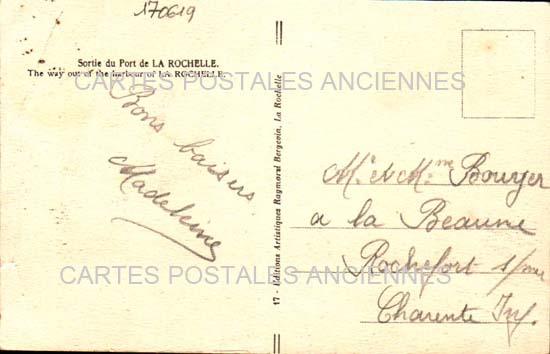 170619
Sortie du Port de LA ROCHELLE.
The way out of the harbour of LA ROCHELLE.
CARTES POSTALES ANCIENNES
Bons baisers
Madeleine
17 - Editions Artistiques Raymond Bergevin, La Rochelle
Mr et Mme Bouyer
a la Beaune
Rochefort s/mer
Charente Inf.
CARTES POSTALES ANCIENNES